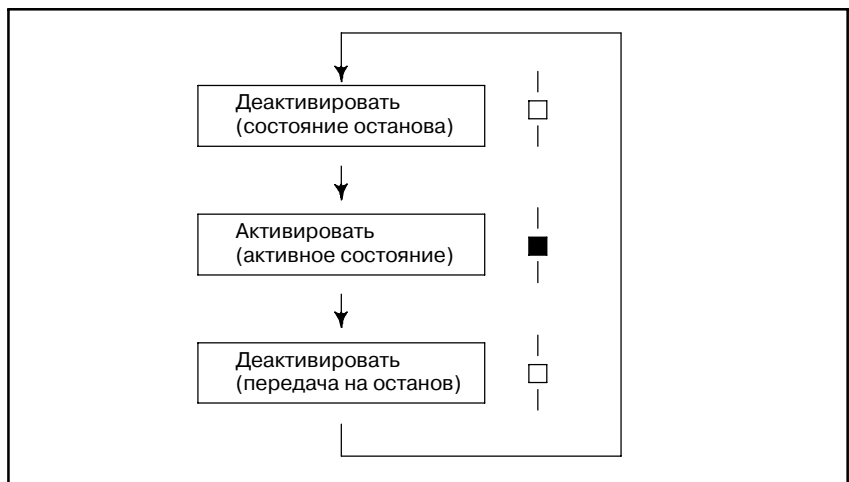 Деактивировать
(состояние останова)
Активировать
(активное состояние)
Деактивировать
(передача на останов)